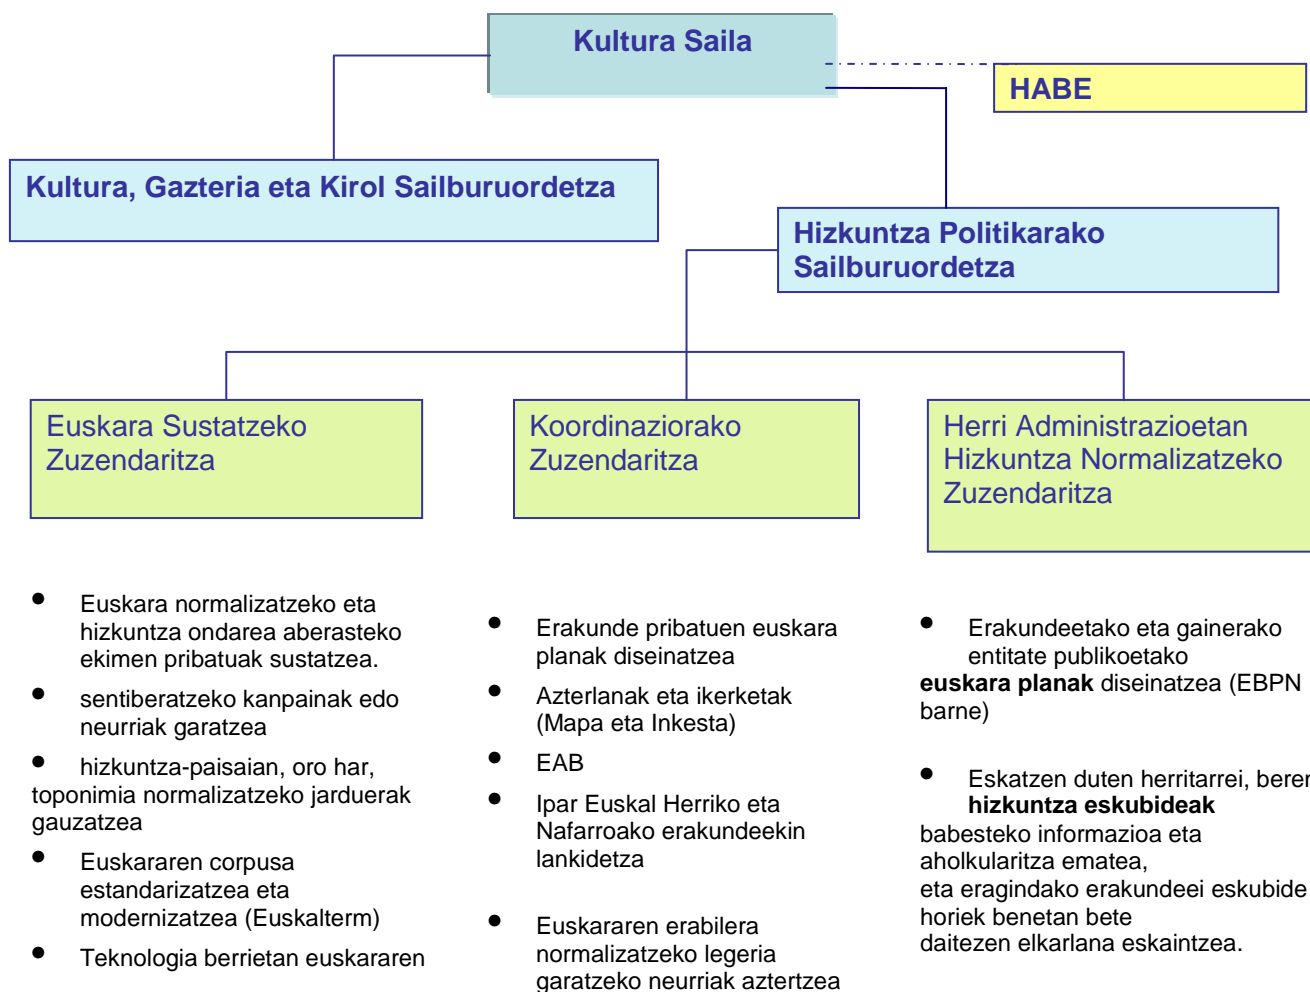 Kultura Saila
HABE
Kultura, Gazteria eta Kirol Sailburuordetza
Hizkuntza Politikarako
Sailburuordetza
Euskara Sustatzeko
Zuzendaritza
Koordinaziorako
Zuzendaritza
Herri Administrazioetan
Hizkuntza Normalizatzeko
Zuzendaritza
• Euskara normalizatzeko eta
hizkuntza ondarea aberasteko
ekimen pribatuak sustatzea.
• sentiberatzeko kanpainak edo
neurriak garatzea
• hizkuntza-paisaian, oro har,
toponimia normalizatzeko jarduerak
gauzatzea
• Euskararen corpusa
estandarizatzea eta
modernizatzea (Euskalterm)
• Teknologia berrietan euskararen
• Erakunde pribatuen euskara
planak diseinatzea
• Azterlanak eta ikerketak
(Mapa eta Inkesta)
• EAB
• Ipar Euskal Herriko eta
Nafarroako erakundeekin
lankidetza
• Euskararen erabilera
normalizatzeko legeria
garatzeko neurriak aztertzea
• Erakundeetako eta gainerako
entitate publikoetako
euskara planak diseinatzea (EBPN
barne)
• Eskatzen duten herritarrei, beren
hizkuntza eskubideak
babesteko informazioa eta
aholkularitza ematea,
eta eragindako erakundeei eskubide
horiek benetan bete
daitezen elkarlana eskaintzea.